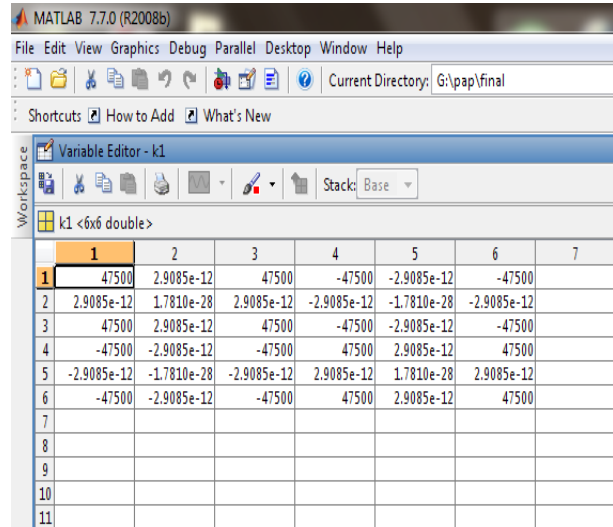 MATLAB 7.7.0 (R2008b)
File Edit View Graphics Debug Parallel Desktop Window Help
Current Directory: G:\pap\final
Shortcuts How to Add What's New
Workspace
Variable Editor - k1
Stack: Base
k1 <6x6 double>
1 2 3 4 5 6 7
1 47500 2.9085e-12 47500 -47500 -2.9085e-12 -47500
2 2.9085e-12 1.7810e-28 2.9085e-12 -2.9085e-12 -1.7810e-28 -2.9085e-12
3 47500 2.9085e-12 47500 -47500 -2.9085e-12 -47500
4 -47500 -2.9085e-12 -47500 47500 2.9085e-12 47500
5 -2.9085e-12 -1.7810e-28 -2.9085e-12 2.9085e-12 1.7810e-28 2.9085e-12
6 -47500 -2.9085e-12 -47500 47500 2.9085e-12 47500
7
8
9
10
11